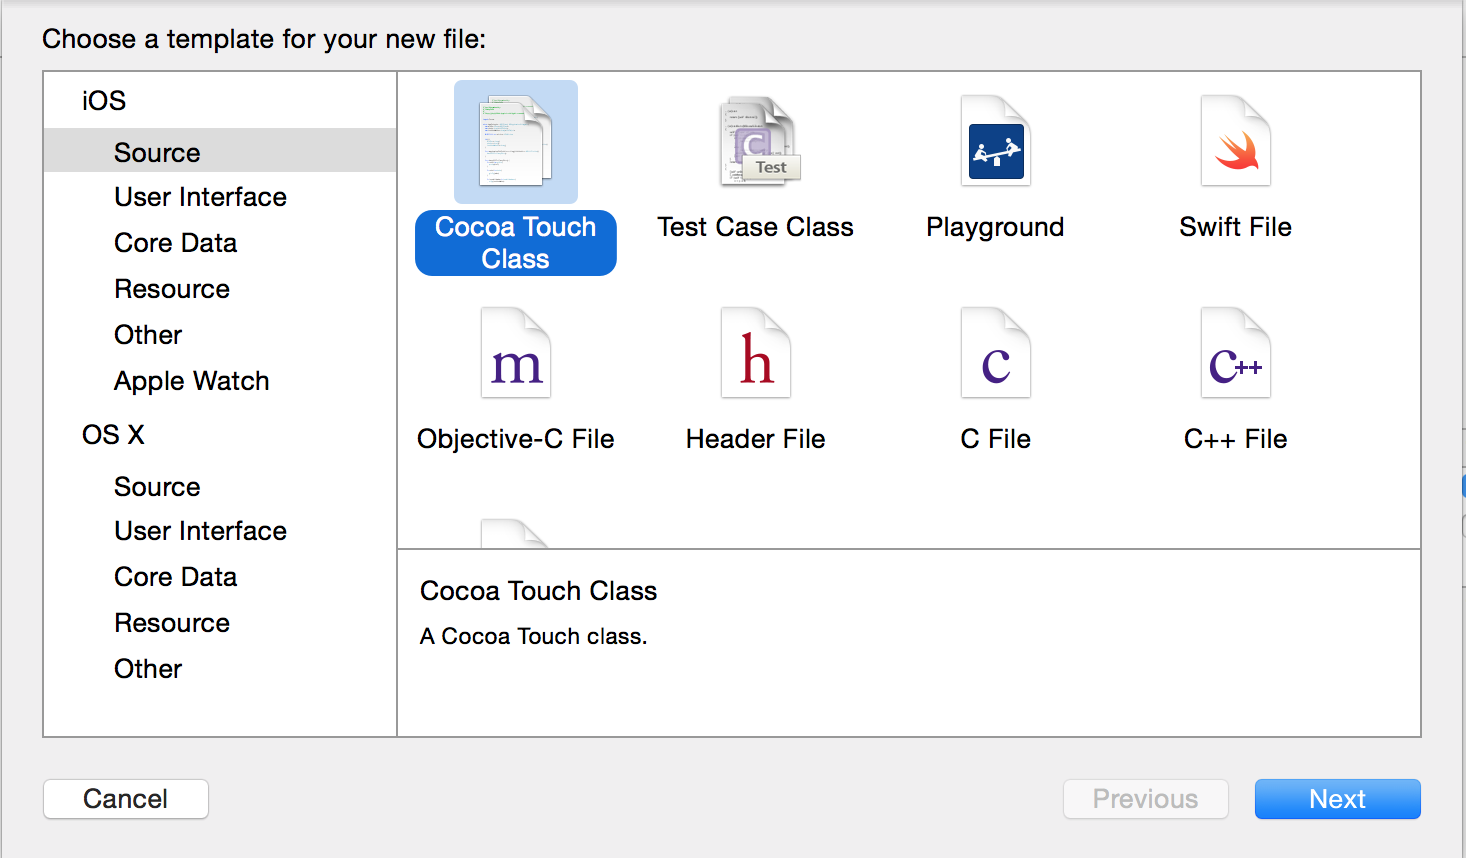 Choose a template for your new file:
iOS
Source
User Interface
Core Data
Resource
Other
Apple Watch
OS X
Source
User Interface
Core Data
Resource
Other
C
Test
Cocoa Touch
Class
Test Case Class
Playground
Swift File
m
h
c
c++
Objective-C File
Header File
C File
C++ File
Cocoa Touch Class
A Cocoa Touch class.
Cancel
Previous
Next